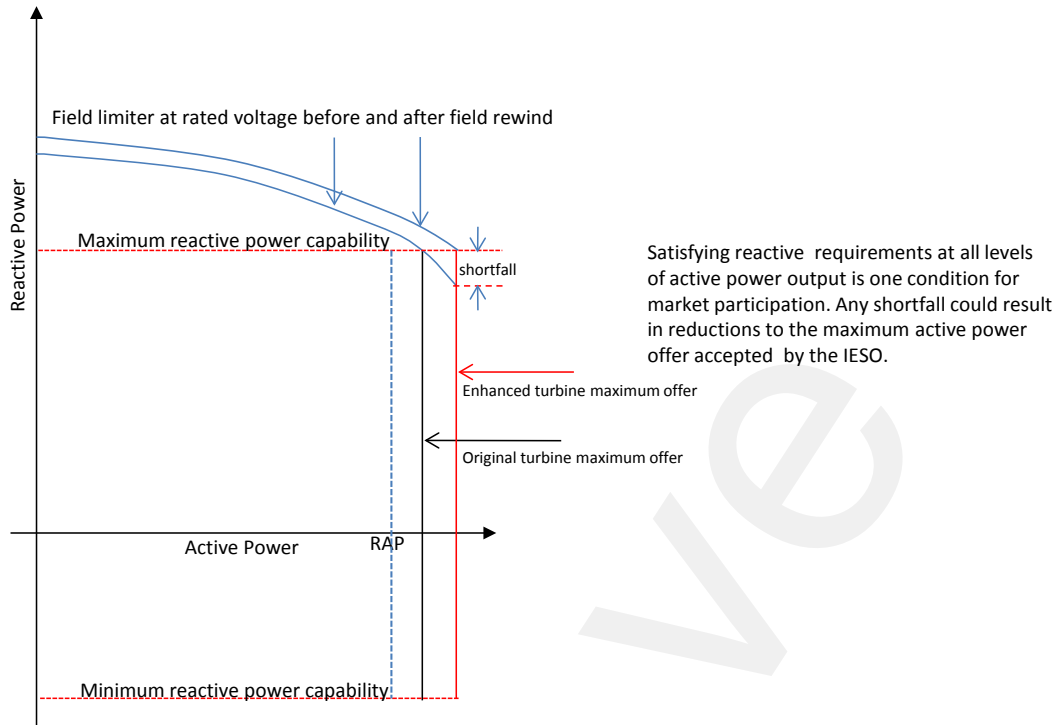 Field limiter at rated voltage before and after field rewind
Reactive Power
Maximum reactive power capability
shortfall
Satisfying reactive  requirements at all levels
of active power output is one condition for
market participation. Any shortfall could result
in reductions to the maximum active power
offer accepted  by the IESO.
Enhanced turbine maximum offer
Original turbine maximum offer
Active Power
RAP
Minimum reactive power capability
ve